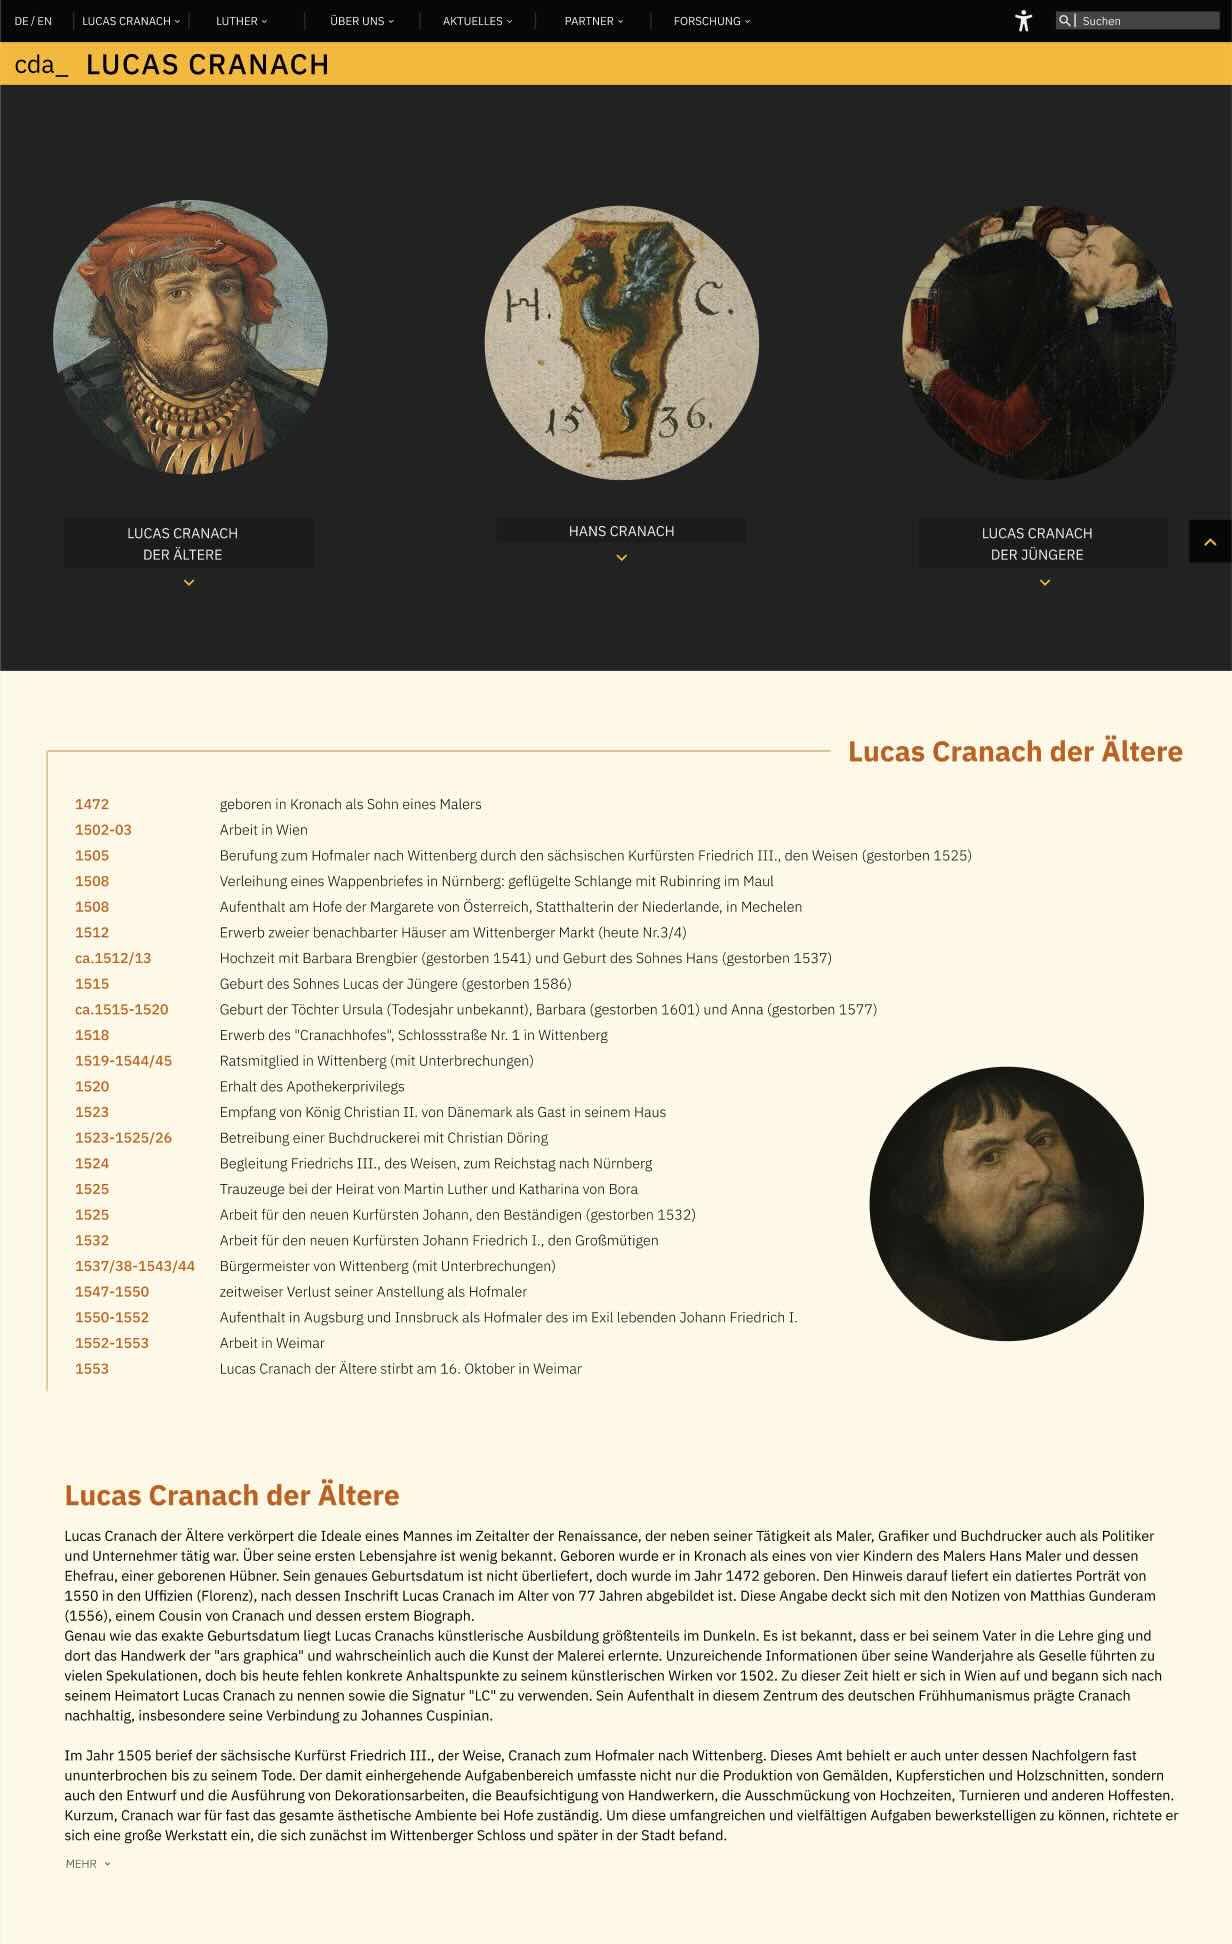 DE / EN
LUCAS CRANACH
LUTHER
ÜBER UNS
AKTUELLES
PARTNER
FORSCHUNG
Suchen
cda_ LUCAS CRANACH
H. C.
1536.
LUCAS CRANACH
DER ÄLTERE
HANS CRANACH
LUCAS CRANACH
DER JÜNGERE
Lucas Cranach der Ältere
1472 geboren in Kronach als Sohn eines Malers
1502-03 Arbeit in Wien
1505 Berufung zum Hofmaler nach Wittenberg durch den sächsischen Kurfürsten Friedrich III., den Weisen (gestorben 1525)
1508 Verleihung eines Wappenbriefes in Nürnberg: geflügelte Schlange mit Rubinring im Maul
1508 Aufenthalt am Hofe der Margarete von Österreich, Statthalterin der Niederlande, in Mechelen
1512 Erwerb zweier benachbarter Häuser am Wittenberger Markt (heute Nr.3/4)
ca.1512/13 Hochzeit mit Barbara Brengbier (gestorben 1541) und Geburt des Sohnes Hans (gestorben 1537)
1515 Geburt des Sohnes Lucas der Jüngere (gestorben 1586)
ca.1515-1520 Geburt der Töchter Ursula (Todesjahr unbekannt), Barbara (gestorben 1601) und Anna (gestorben 1577)
1518 Erwerb des "Cranachhofes", Schlossstraße Nr. 1 in Wittenberg
1519-1544/45 Ratsmitglied in Wittenberg (mit Unterbrechungen)
1520 Erhalt des Apothekerprivilegs
1523 Empfang von König Christian II. von Dänemark als Gast in seinem Haus
1523-1525/26 Betreibung einer Buchdruckerei mit Christian Döring
1524 Begleitung Friedrichs III., des Weisen, zum Reichstag nach Nürnberg
1525 Trauzeuge bei der Heirat von Martin Luther und Katharina von Bora
1525 Arbeit für den neuen Kurfürsten Johann, den Beständigen (gestorben 1532)
1532 Arbeit für den neuen Kurfürsten Johann Friedrich I., den Großmütigen
1537/38-1543/44 Bürgermeister von Wittenberg (mit Unterbrechungen)
1547-1550 zeitweiser Verlust seiner Anstellung als Hofmaler
1550-1552 Aufenthalt in Augsburg und Innsbruck als Hofmaler des im Exil lebenden Johann Friedrich I.
1552-1553 Arbeit in Weimar
1553 Lucas Cranach der Ältere stirbt am 16. Oktober in Weimar
Lucas Cranach der Ältere
Lucas Cranach der Ältere verkörpert die Ideale eines Mannes im Zeitalter der Renaissance, der neben seiner Tätigkeit als Maler, Grafiker und Buchdrucker auch als Politiker
und Unternehmer tätig war. Über seine ersten Lebensjahre ist wenig bekannt. Geboren wurde er in Kronach als eines von vier Kindern des Malers Hans Maler und dessen
Ehefrau, einer geborenen Hübner. Sein genaues Geburtsdatum ist nicht überliefert, doch wurde im Jahr 1472 geboren. Den Hinweis darauf liefert ein datiertes Porträt von
1550 in den Uffizien (Florenz), nach dessen Inschrift Lucas Cranach im Alter von 77 Jahren abgebildet ist. Diese Angabe deckt sich mit den Notizen von Matthias Gunderam
(1556), einem Cousin von Cranach und dessen erstem Biograph.
Genau wie das exakte Geburtsdatum liegt Lucas Cranachs künstlerische Ausbildung größtenteils im Dunkeln. Es ist bekannt, dass er bei seinem Vater in die Lehre ging und
dort das Handwerk der "ars graphica" und wahrscheinlich auch die Kunst der Malerei erlernte. Unzureichende Informationen über seine Wanderjahre als Geselle führten zu
vielen Spekulationen, doch bis heute fehlen konkrete Anhaltspunkte zu seinem künstlerischen Wirken vor 1502. Zu dieser Zeit hielt er sich in Wien auf und begann sich nach
seinem Heimatort Lucas Cranach zu nennen sowie die Signatur "LC" zu verwenden. Sein Aufenthalt in diesem Zentrum des deutschen Frühhumanismus prägte Cranach
nachhaltig, insbesondere seine Verbindung zu Johannes Cuspinian.
Im Jahr 1505 berief der sächsische Kurfürst Friedrich III., der Weise, Cranach zum Hofmaler nach Wittenberg. Dieses Amt behielt er auch unter dessen Nachfolgern fast
ununterbrochen bis zu seinem Tode. Der damit einhergehende Aufgabenbereich umfasste nicht nur die Produktion von Gemälden, Kupferstichen und Holzschnitten, sondern
auch den Entwurf und die Ausführung von Dekorationsarbeiten, die Beaufsichtigung von Handwerkern, die Ausschmückung von Hochzeiten, Turnieren und anderen Hoffesten.
Kurzum, Cranach war für fast das gesamte ästhetische Ambiente bei Hofe zuständig. Um diese umfangreichen und vielfältigen Aufgaben bewerkstelligen zu können, richtete er
sich eine große Werkstatt ein, die sich zunächst im Wittenberger Schloss und später in der Stadt befand.
MEHR